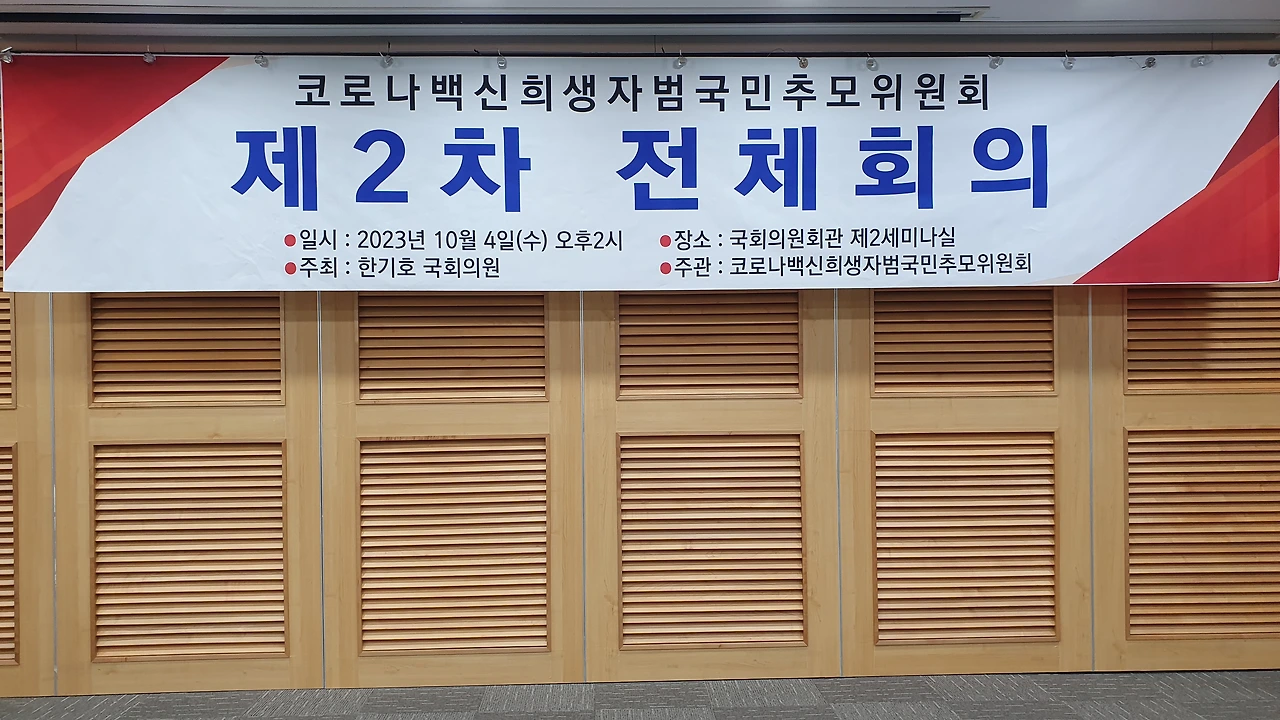 코로나백신희생자범국민추모위원회
제2차 전체회의
●일시 : 2023년 10월 4일(수) 오후2시 ●장소 : 국회의원회관 제2세미나실
●주최 : 한기호 국회의원 ●주관 : 코로나백신희생자범국민추모위원회